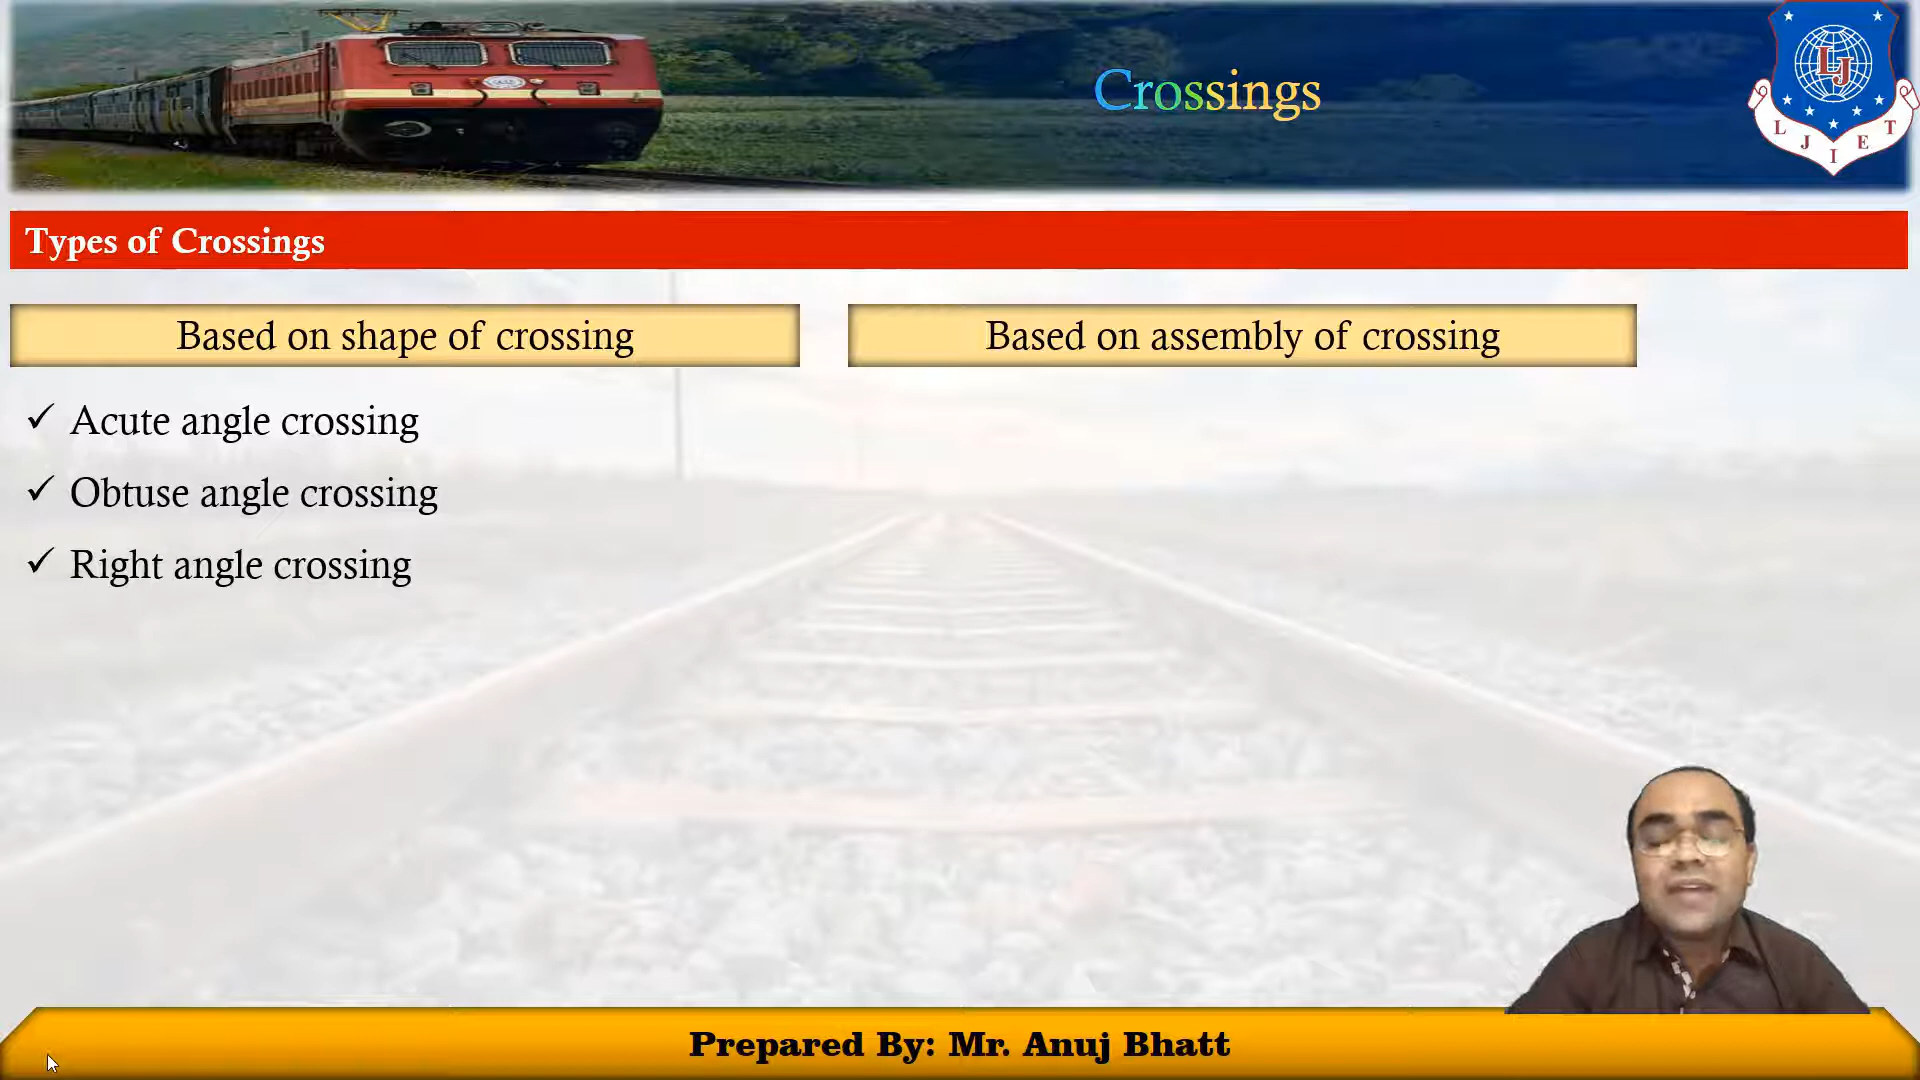 Crossings
LJ
L J I E T
Types of Crossings
Based on shape of crossing
Based on assembly of crossing
✓ Acute angle crossing
✓ Obtuse angle crossing
✓ Right angle crossing
Prepared By: Mr. Anuj Bhatt